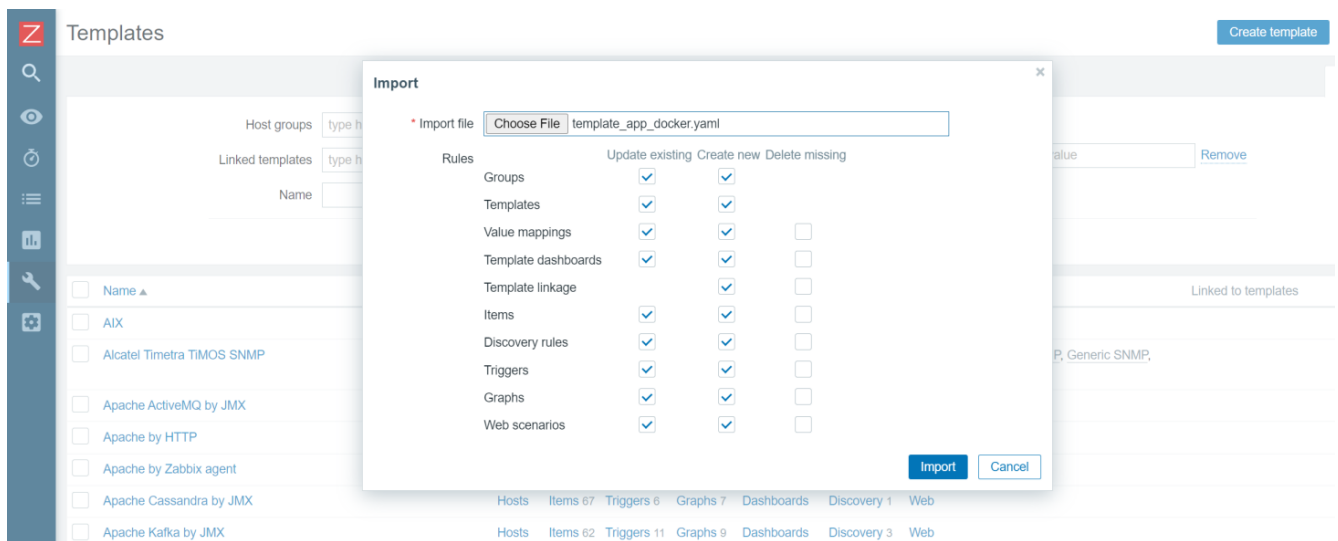 Z
Templates
Create template
Import
Host groups type h
* Import file Choose File template_app_docker.yaml
Linked templates type h
Rules Update existing Create new Delete missing
alue Remove
Groups
Name
Templates
Value mappings
Template dashboards
Template linkage
Name ▲
Linked to templates
Items
AIX
Discovery rules
Alcatel Timetra TiMOS SNMP
P, Generic SNMP,
Triggers
Graphs
Apache ActiveMQ by JMX
Web scenarios
Apache by HTTP
Apache by Zabbix agent
Import Cancel
Apache Cassandra by JMX Hosts Items 67 Triggers 6 Graphs 7 Dashboards Discovery 1 Web
Apache Kafka by JMX Hosts Items 62 Triggers 11 Graphs 9 Dashboards Discovery 3 Web